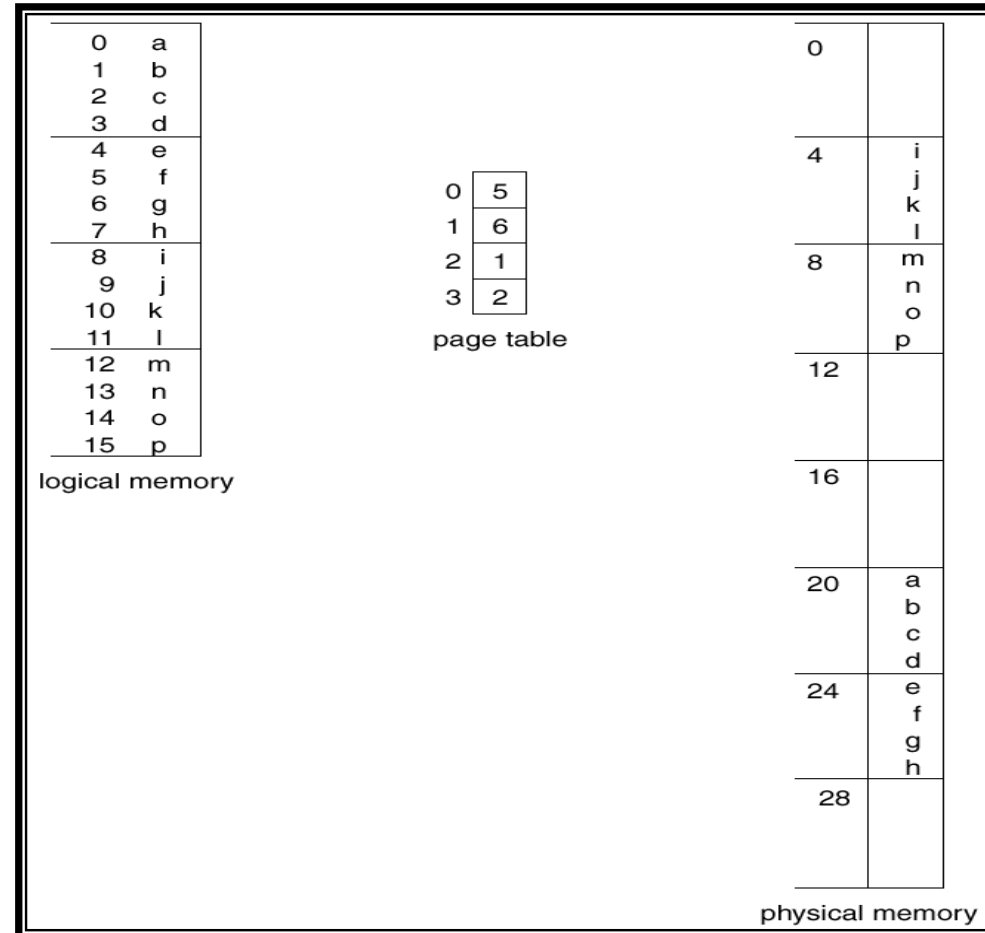 0 a
1 b
2 c
3 d
4 e
5 f
6 g
7 h
8 i
9 j
10 k
11 l
12 m
13 n
14 o
15 p
logical memory
0 5
1 6
2 1
3 2
page table
0
4 i
j
k
l
8 m
n
o
p
12
16
20 a
b
c
d
24 e
f
g
h
28
physical memory